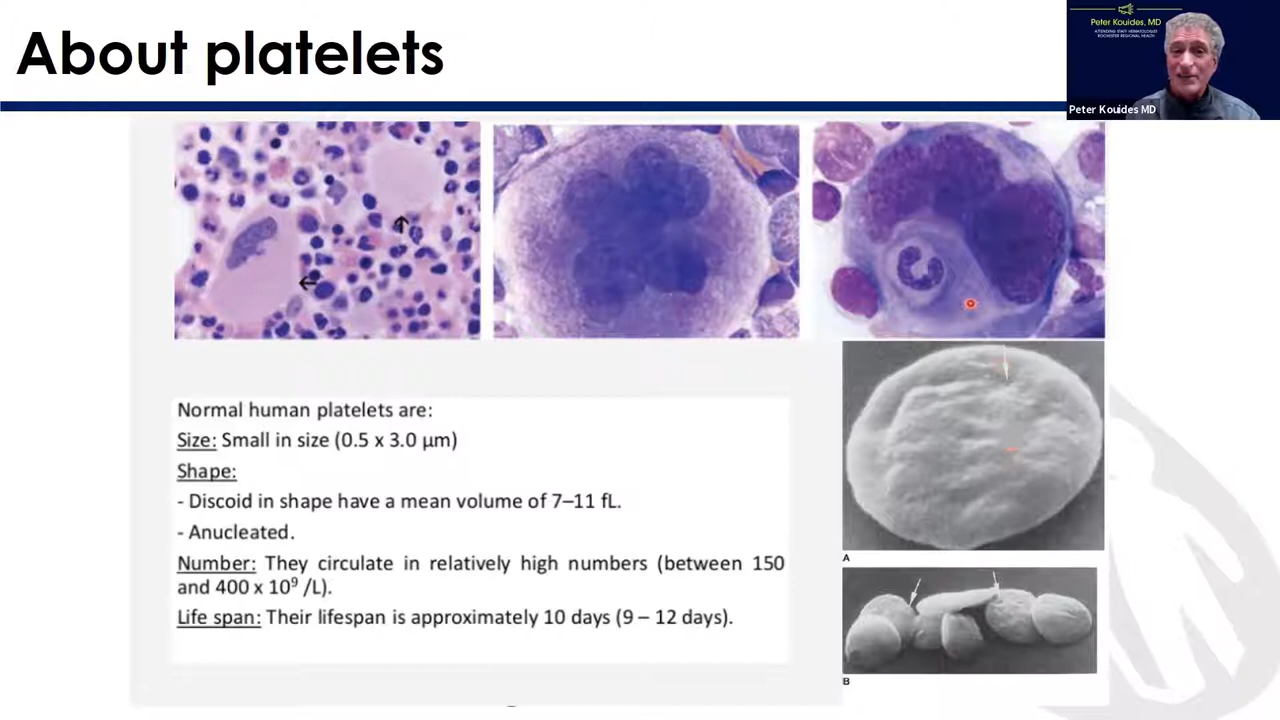 About platelets
Peter Kouides, MD
ATTENDING STAFF HEMATOLOGIST
ROCHESTER REGIONAL HEALTH
Peter Kouides MD
Normal human platelets are:
Size: Small in size (0.5 x 3.0 µm)
Shape:
- Discoid in shape have a mean volume of 7–11 fL.
- Anucleated.
Number: They circulate in relatively high numbers (between 150
and 400 x 10⁹ /L).
Life span: Their lifespan is approximately 10 days (9 – 12 days).
A
B